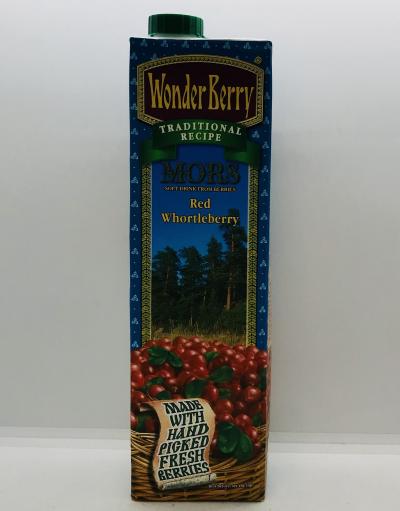 Wonder Berry
®
TRADITIONAL
RECIPE
MORS
SOFT DRINK FROM BERRIES
Red
Whortleberry
MADE
WITH
HAND
PICKED
FRESH
BERRIES